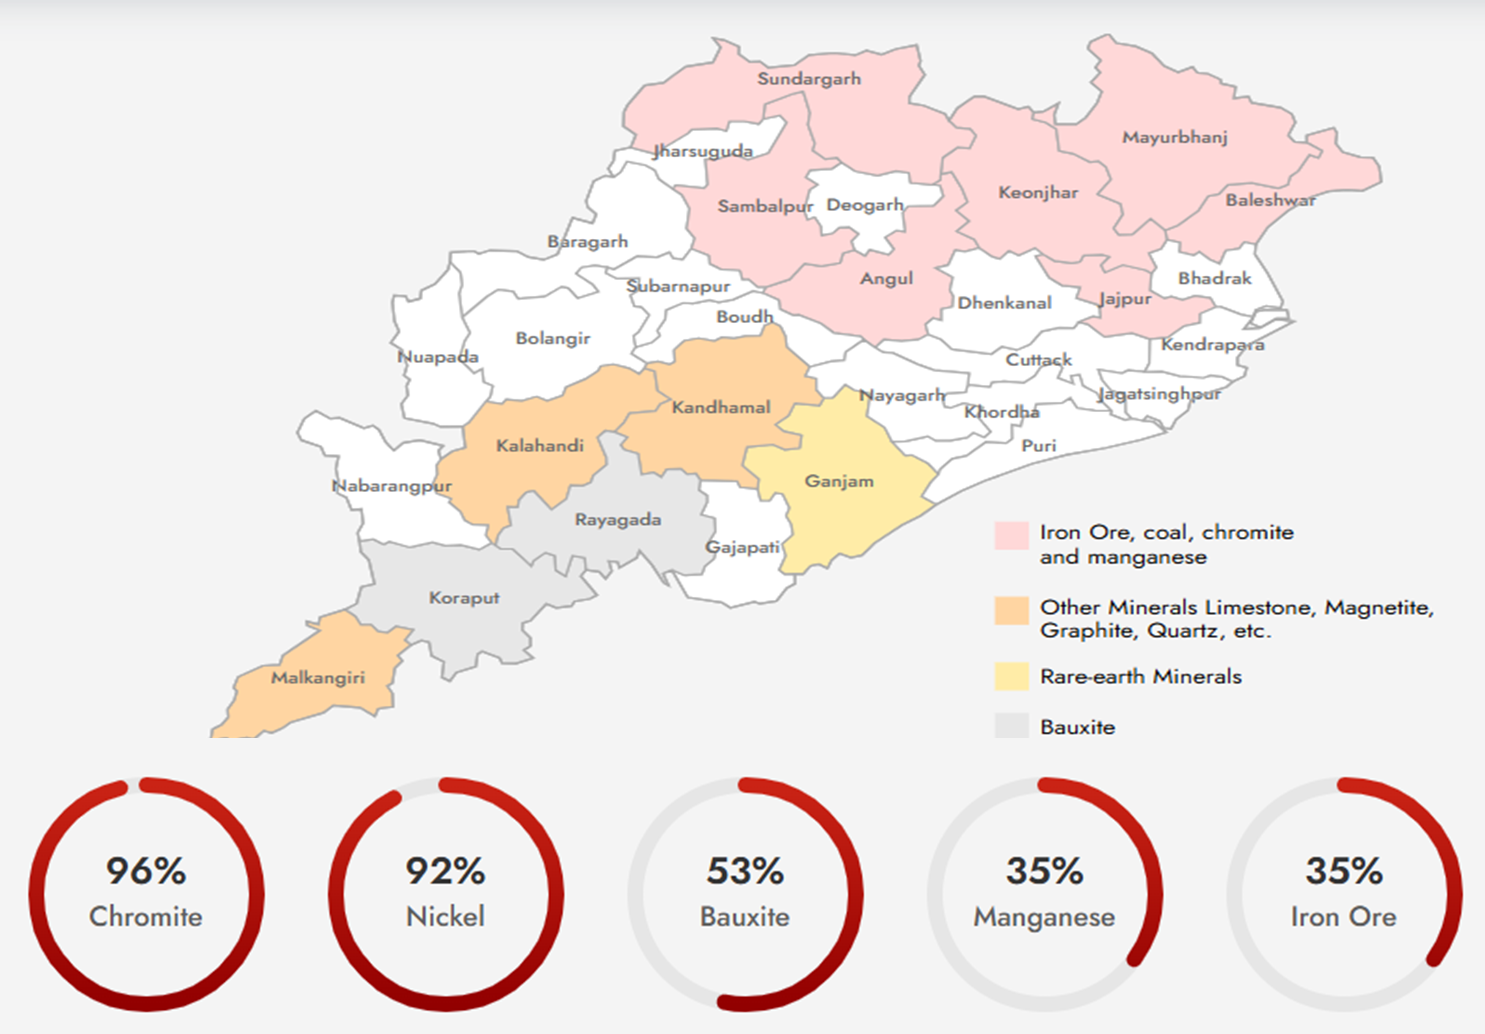 Sundargarh
Mayurbhanj
Jharsuguda
Keonjhar
Baleshwar
Sambalpur
Deogarh
Baragarh
Angul
Bhadrak
Subarnapur
Jajpur
Dhenkanal
Boudh
Bolangir
Kendrapara
Nuapada
Cuttack
Nayagarh
Jagatsinghpur
Kandhamal
Khordha
Kalahandi
Puri
Ganjam
Nabarangpur
Rayagada
Gajapati
Koraput
Malkangiri
Iron Ore, coal, chromite
and manganese
Other Minerals Limestone, Magnetite,
Graphite, Quartz, etc.
Rare-earth Minerals
Bauxite
96%
Chromite
92%
Nickel
53%
Bauxite
35%
Manganese
35%
Iron Ore